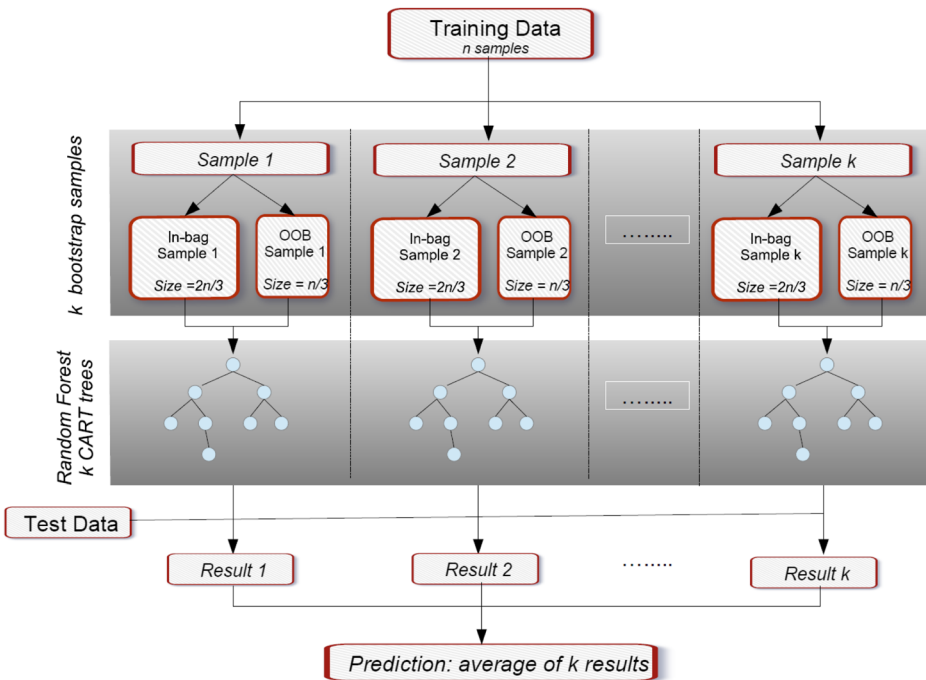 Training Data
n samples
k bootstrap samples
Sample 1
Sample 2
Sample k
In-bag
Sample 1
Size =2n/3
OOB
Sample 1
Size = n/3
In-bag
Sample 2
Size =2n/3
OOB
Sample 2
Size = n/3
........
In-bag
Sample k
Size =2n/3
OOB
Sample k
Size = n/3
Random Forest
k CART trees
........
Test Data
Result 1
Result 2
........
Result k
Prediction: average of k results